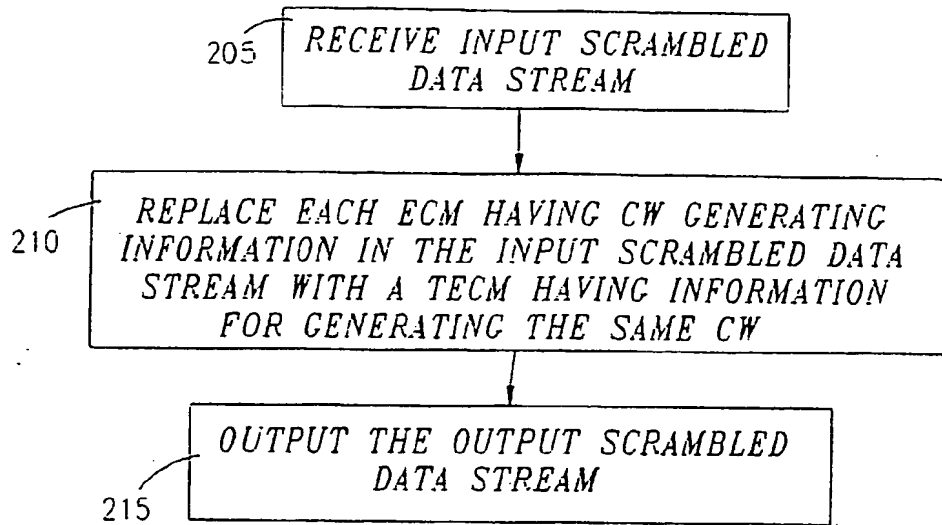 205
RECEIVE INPUT SCRAMBLED
DATA STREAM
210
REPLACE EACH ECM HAVING CW GENERATING
INFORMATION IN THE INPUT SCRAMBLED DATA
STREAM WITH A TECM HAVING INFORMATION
FOR GENERATING THE SAME CW
215
OUTPUT THE OUTPUT SCRAMBLED
DATA STREAM